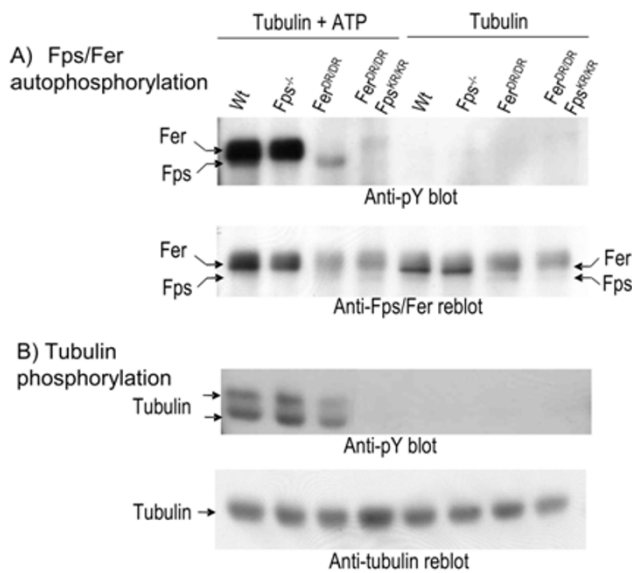 Tubulin + ATP Tubulin
A) Fps/Fer
autophosphorylation
Wt Fps-/- FerDR/DR FerDR/DR FpsKR/KR Wt Fps-/- FerDR/DR FerDR/DR FpsKR/KR
Fer
Fps
Anti-pY blot
Fer Fer
Fps Fps
Anti-Fps/Fer reblot
B) Tubulin
phosphorylation
Tubulin
Anti-pY blot
Tubulin
Anti-tubulin reblot